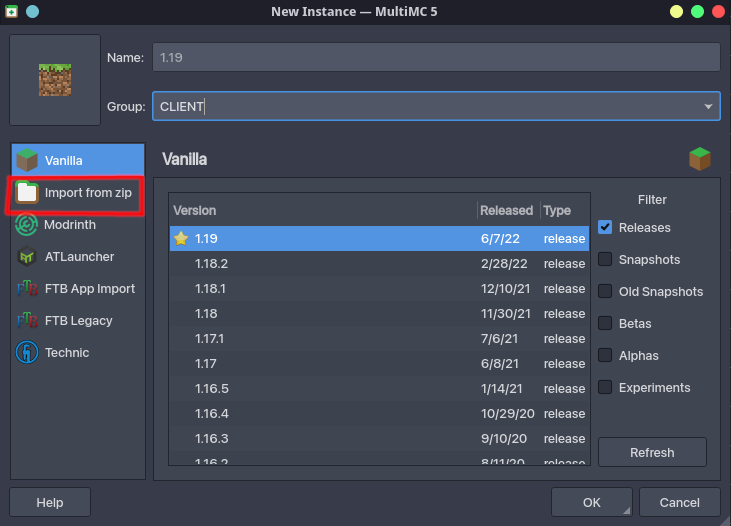 New Instance — MultiMC 5
Name: 1.19
Group: CLIENT
Vanilla
Import from zip
Modrinth
ATLauncher
FTB App Import
FTB Legacy
Technic
Vanilla
Version Released Type
1.19 6/7/22 release
1.18.2 2/28/22 release
1.18.1 12/10/21 release
1.18 11/30/21 release
1.17.1 7/6/21 release
1.17 6/8/21 release
1.16.5 1/14/21 release
1.16.4 10/29/20 release
1.16.3 9/10/20 release
1.16.2 8/11/20 release
Filter
Releases
Snapshots
Old Snapshots
Betas
Alphas
Experiments
Refresh
Help
OK
Cancel